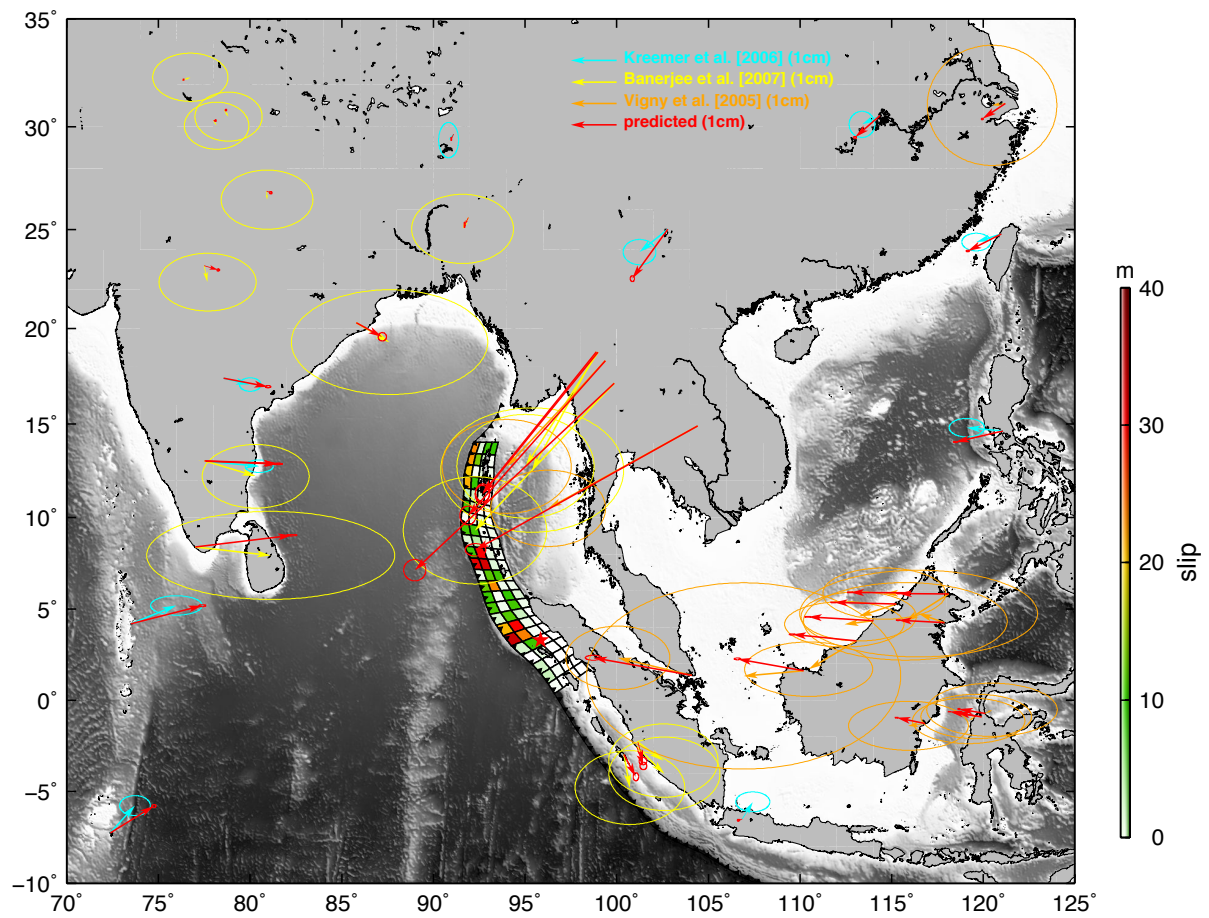 35˚
30˚
25˚
20˚
15˚
10˚
5˚
0˚
−5˚
−10˚
70˚ 75˚ 80˚ 85˚ 90˚ 95˚ 100˚ 105˚ 110˚ 115˚ 120˚ 125˚
Kreemer et al. [2006] (1cm)
Banerjee et al. [2007] (1cm)
Vigny et al. [2005] (1cm)
predicted (1cm)
m
40
30
20
10
0
slip